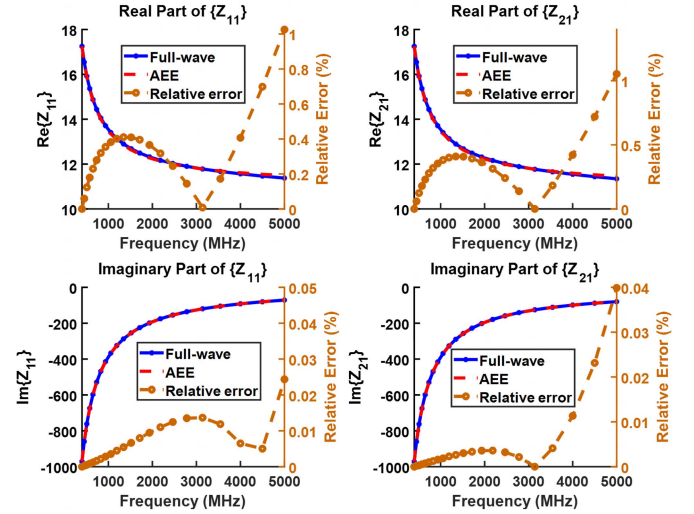 Real Part of {Z11}
18
16
14
12
10
Re{Z11}
Full-wave
AEE
Relative error
1
0.8
0.6
0.4
0.2
0
Relative Error (%)
1000 2000 3000 4000 5000
Frequency (MHz)
Real Part of {Z21}
18
16
14
12
10
Re{Z21}
Full-wave
AEE
Relative error
1
0.5
0
Relative Error (%)
1000 2000 3000 4000 5000
Frequency (MHz)
Imaginary Part of {Z11}
0
-200
-400
-600
-800
-1000
Im{Z11}
Full-wave
AEE
Relative error
0.05
0.04
0.03
0.02
0.01
0
Relative Error (%)
1000 2000 3000 4000 5000
Frequency (MHz)
Imaginary Part of {Z21}
0
-200
-400
-600
-800
-1000
Im{Z21}
Full-wave
AEE
Relative error
0.04
0.03
0.02
0.01
0
Relative Error (%)
1000 2000 3000 4000 5000
Frequency (MHz)